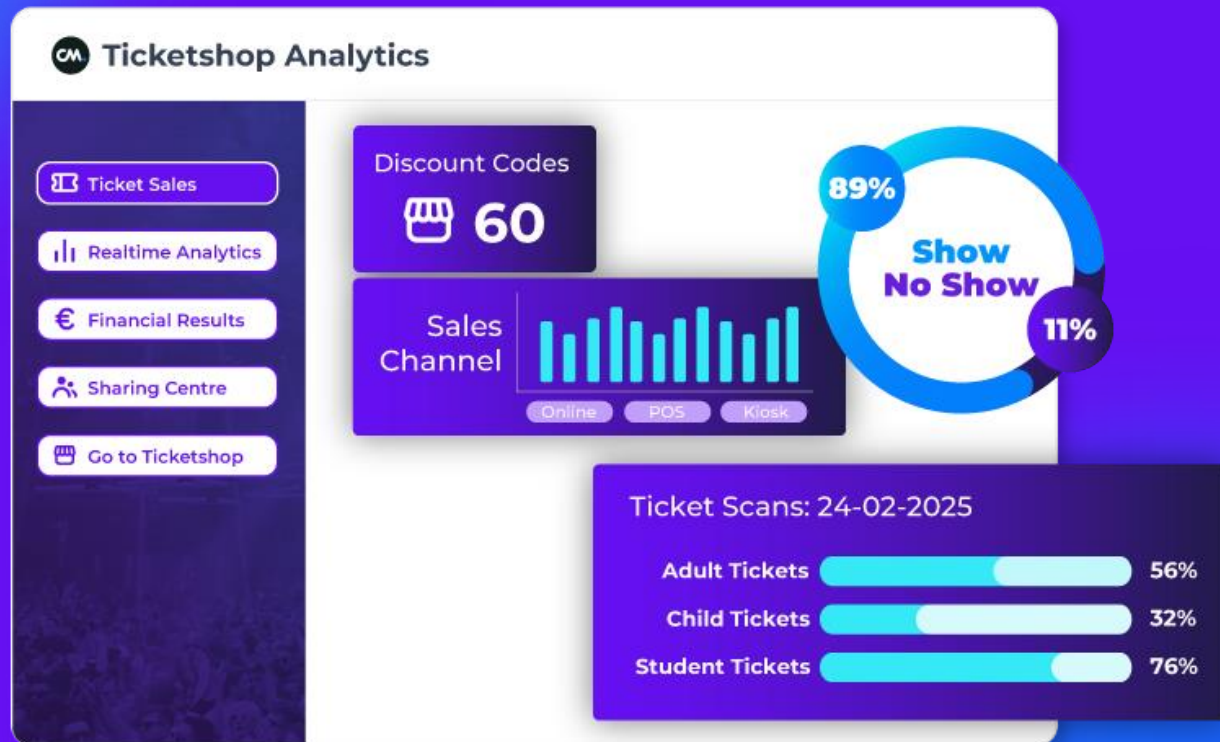 CM.
Ticketshop Analytics
Ticket Sales
Realtime Analytics
€ Financial Results
Sharing Centre
Go to Ticketshop
Discount Codes
60
Sales
Channel
Online POS Kiosk
89%
Show
No Show
11%
Ticket Scans: 24-02-2025
Adult Tickets 56%
Child Tickets 32%
Student Tickets 76%